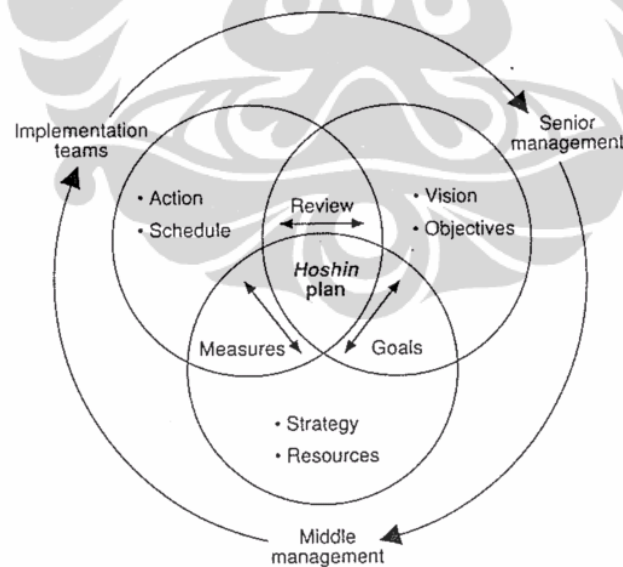 Implementation
teams
Senior
management
• Action
• Schedule
Review
• Vision
• Objectives
Hoshin
plan
Measures
Goals
• Strategy
• Resources
Middle
management